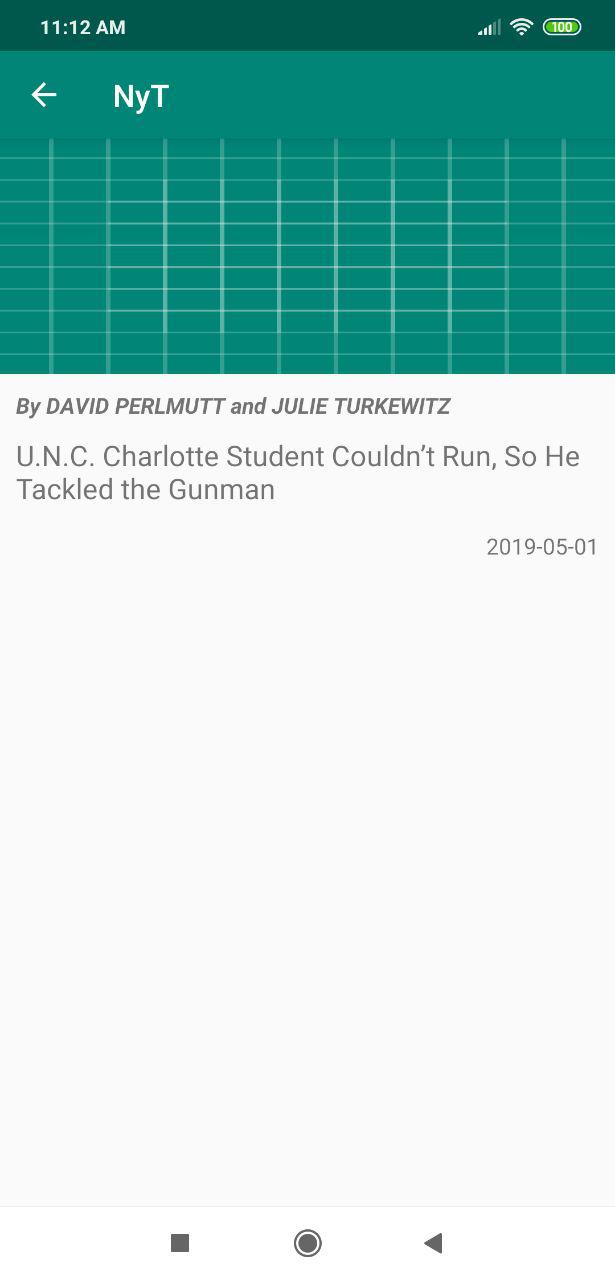 11:12 AM
100
NyT
By DAVID PERLMUTT and JULIE TURKEWITZ
U.N.C. Charlotte Student Couldn’t Run, So He
Tackled the Gunman
2019-05-01